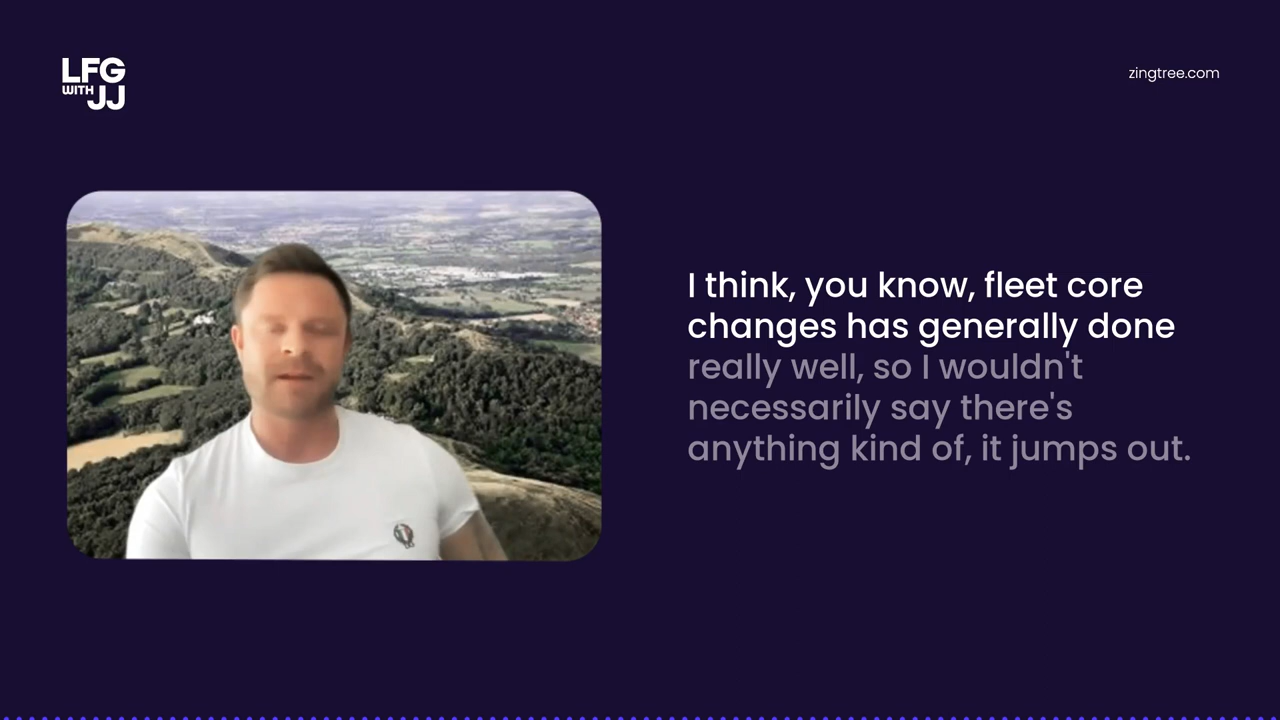 LFG
WITH JJ
zingtree.com
I think, you know, fleet core
changes has generally done
really well, so I wouldn't
necessarily say there's
anything kind of, it jumps out.